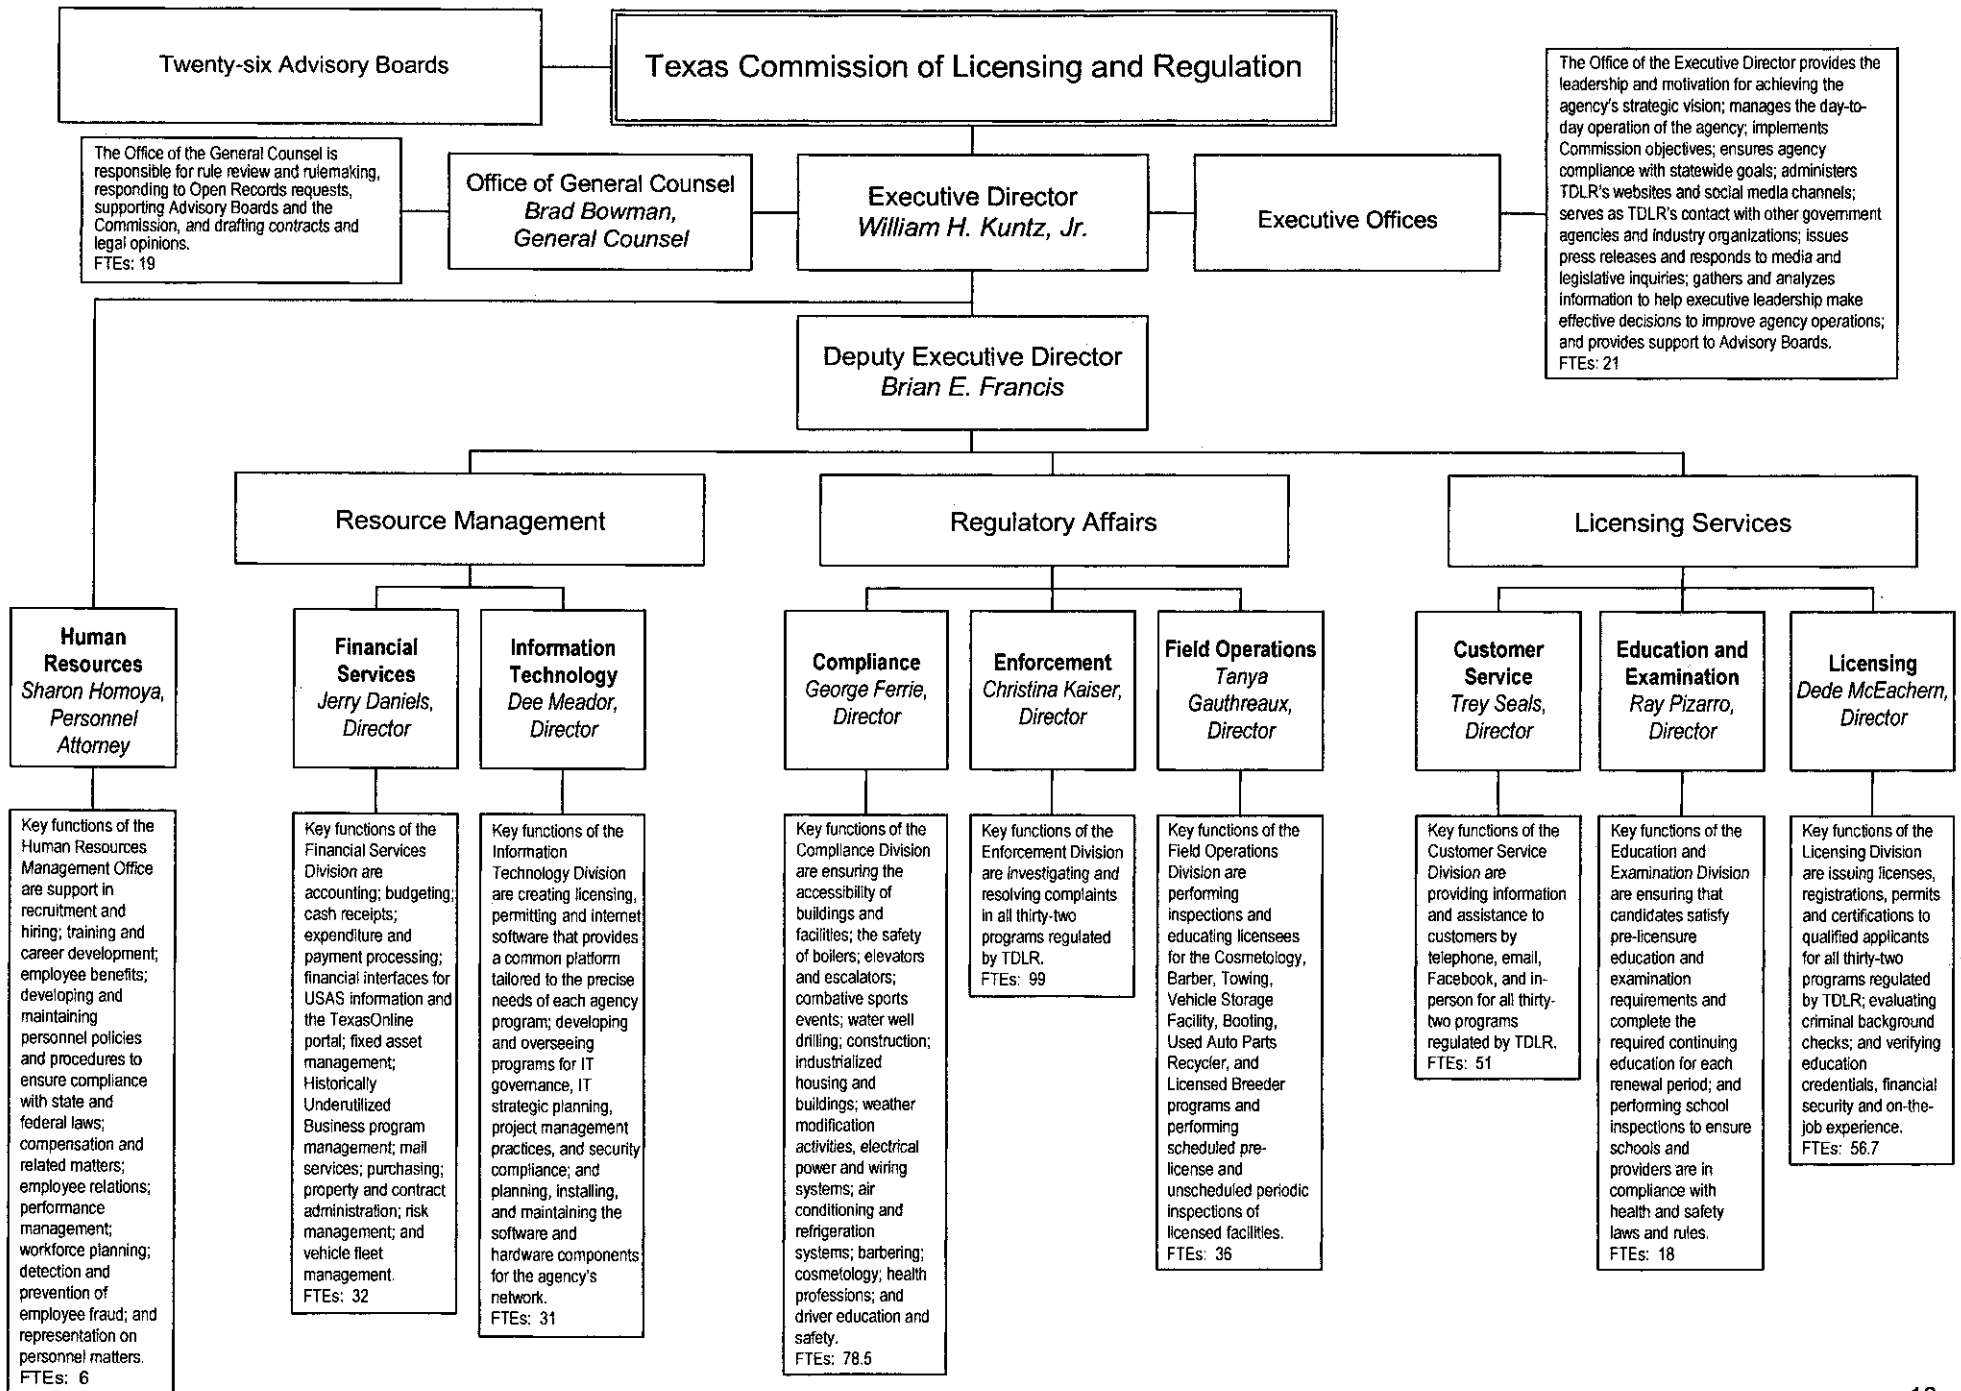 Twenty-six Advisory Boards
Texas Commission of Licensing and Regulation
The Office of the General Counsel is
responsible for rule review and rulemaking,
responding to Open Records requests,
supporting Advisory Boards and the
Commission, and drafting contracts and
legal opinions.
FTEs: 19
Office of General Counsel
Brad Bowman,
General Counsel
Executive Director
William H. Kuntz, Jr.
Executive Offices
The Office of the Executive Director provides the
leadership and motivation for achieving the
agency's strategic vision; manages the day-to-
day operation of the agency; implements
Commission objectives; ensures agency
compliance with statewide goals; administers
TDLR's websites and social media channels;
serves as TDLR's contact with other government
agencies and industry organizations; issues
press releases and responds to media and
legislative inquiries; gathers and analyzes
information to help executive leadership make
effective decisions to improve agency operations;
and provides support to Advisory Boards.
FTEs: 21
Deputy Executive Director
Brian E. Francis
Resource Management
Regulatory Affairs
Licensing Services
Human
Resources
Sharon Homoya,
Personnel
Attorney
Financial
Services
Jerry Daniels,
Director
Information
Technology
Dee Meador,
Director
Compliance
George Ferrie,
Director
Enforcement
Christina Kaiser,
Director
Field Operations
Tanya
Gauthreaux,
Director
Customer
Service
Trey Seals,
Director
Education and
Examination
Ray Pizarro,
Director
Licensing
Dede McEachern,
Director
Key functions of the
Human Resources
Management Office
are support in
recruitment and
hiring; training and
career development;
employee benefits;
developing and
maintaining
personnel policies
and procedures to
ensure compliance
with state and
federal laws;
compensation and
related matters;
employee relations;
performance
management;
workforce planning;
detection and
prevention of
employee fraud; and
representation on
personnel matters.
FTEs: 6
Key functions of the
Financial Services
Division are
accounting; budgeting;
cash receipts;
expenditure and
payment processing;
financial interfaces for
USAS information and
the TexasOnline
portal; fixed asset
management;
Historically
Underutilized
Business program
management; mail
services; purchasing;
property and contract
administration; risk
management; and
vehicle fleet
management.
FTEs: 32
Key functions of the
Information
Technology Division
are creating licensing,
permitting and internet
software that provides
a common platform
tailored to the precise
needs of each agency
program; developing
and overseeing
programs for IT
governance, IT
strategic planning,
project management
practices, and security
compliance; and
planning, installing,
and maintaining the
software and
hardware components
for the agency's
network.
FTEs: 31
Key functions of the
Compliance Division
are ensuring the
accessibility of
buildings and
facilities; the safety
of boilers; elevators
and escalators;
combative sports
events; water well
drilling; construction;
industrialized
housing and
buildings; weather
modification
activities, electrical
power and wiring
systems; air
conditioning and
refrigeration
systems; barbering;
cosmetology; health
professions; and
driver education and
safety.
FTEs: 78.5
Key functions of the
Enforcement Division
are investigating and
resolving complaints
in all thirty-two
programs regulated
by TDLR.
FTEs: 99
Key functions of the
Field Operations
Division are
performing
inspections and
educating licensees
for the Cosmetology,
Barber, Towing,
Vehicle Storage
Facility, Booting,
Used Auto Parts
Recycler, and
Licensed Breeder
programs and
performing
scheduled pre-
license and
unscheduled periodic
inspections of
licensed facilities.
FTEs: 36
Key functions of the
Customer Service
Division are
providing information
and assistance to
customers by
telephone, email,
Facebook, and in-
person for all thirty-
two programs
regulated by TDLR.
FTEs: 51
Key functions of the
Education and
Examination Division
are ensuring that
candidates satisfy
pre-licensure
education and
examination
requirements and
complete the
required continuing
education for each
renewal period; and
performing school
inspections to ensure
schools and
providers are in
compliance with
health and safety
laws and rules.
FTEs: 18
Key functions of the
Licensing Division
are issuing licenses,
registrations, permits
and certifications to
qualified applicants
for all thirty-two
programs regulated
by TDLR; evaluating
criminal background
checks; and verifying
education
credentials, financial
security and on-the-
job experience.
FTEs: 56.7